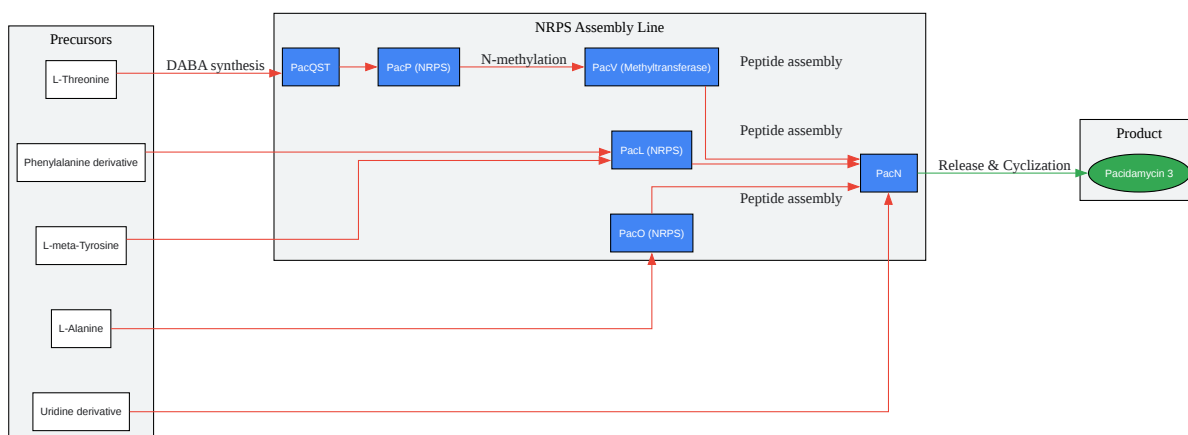 NRPS Assembly Line
Precursors
L-Threonine
DABA synthesis
PacQST
PacP (NRPS)
N-methylation
PacV (Methyltransferase)
Peptide assembly
Phenylalanine derivative
PacL (NRPS)
Peptide assembly
PacN
Release & Cyclization
Product
Pacidamycin 3
Peptide assembly
L-meta-Tyrosine
PacO (NRPS)
L-Alanine
Uridine derivative